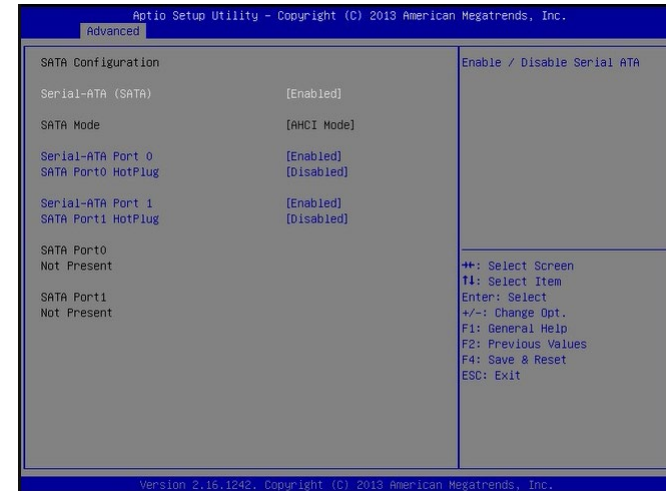 Aptio Setup Utility – Copyright (C) 2013 American Megatrends, Inc.
Advanced
SATA Configuration
Enable / Disable Serial ATA
Serial-ATA (SATA) [Enabled]
SATA Mode [AHCI Mode]
Serial-ATA Port 0 [Enabled]
SATA Port0 HotPlug [Disabled]
Serial-ATA Port 1 [Enabled]
SATA Port1 HotPlug [Disabled]
SATA Port0
Not Present
SATA Port1
Not Present
→←: Select Screen
↑↓: Select Item
Enter: Select
+/-: Change Opt.
F1: General Help
F2: Previous Values
F4: Save & Reset
ESC: Exit
Version 2.16.1242. Copyright (C) 2013 American Megatrends, Inc.